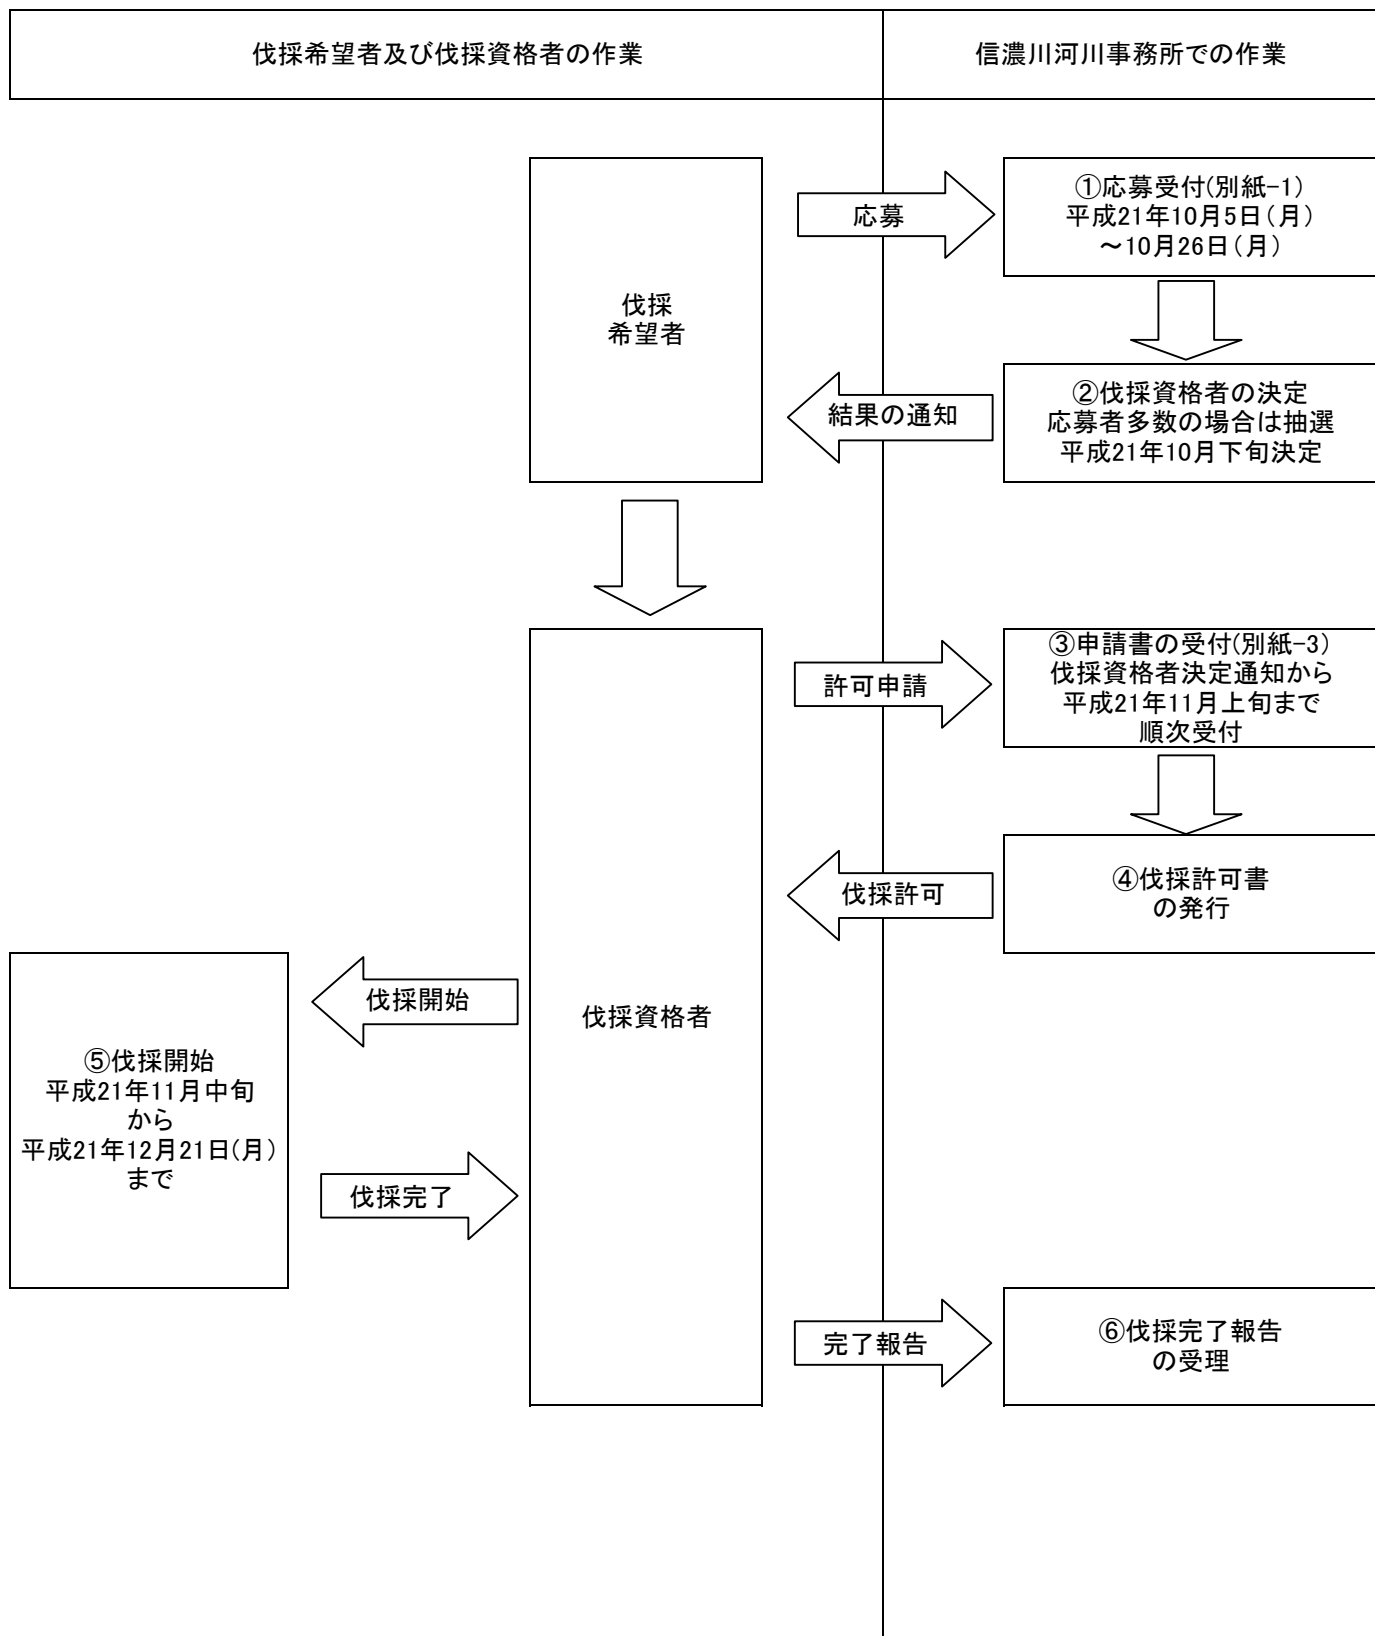 伐採希望者及び伐採資格者の作業
信濃川河川事務所での作業
伐採
希望者
応募
①応募受付(別紙-1)
平成21年10月5日(月)
～10月26日(月)
結果の通知
②伐採資格者の決定
応募者多数の場合は抽選
平成21年10月下旬決定
伐採資格者
許可申請
③申請書の受付(別紙-3)
伐採資格者決定通知から
平成21年11月上旬まで
順次受付
伐採許可
④伐採許可書
の発行
伐採開始
⑤伐採開始
平成21年11月中旬
から
平成21年12月21日(月)
まで
伐採完了
完了報告
⑥伐採完了報告
の受理